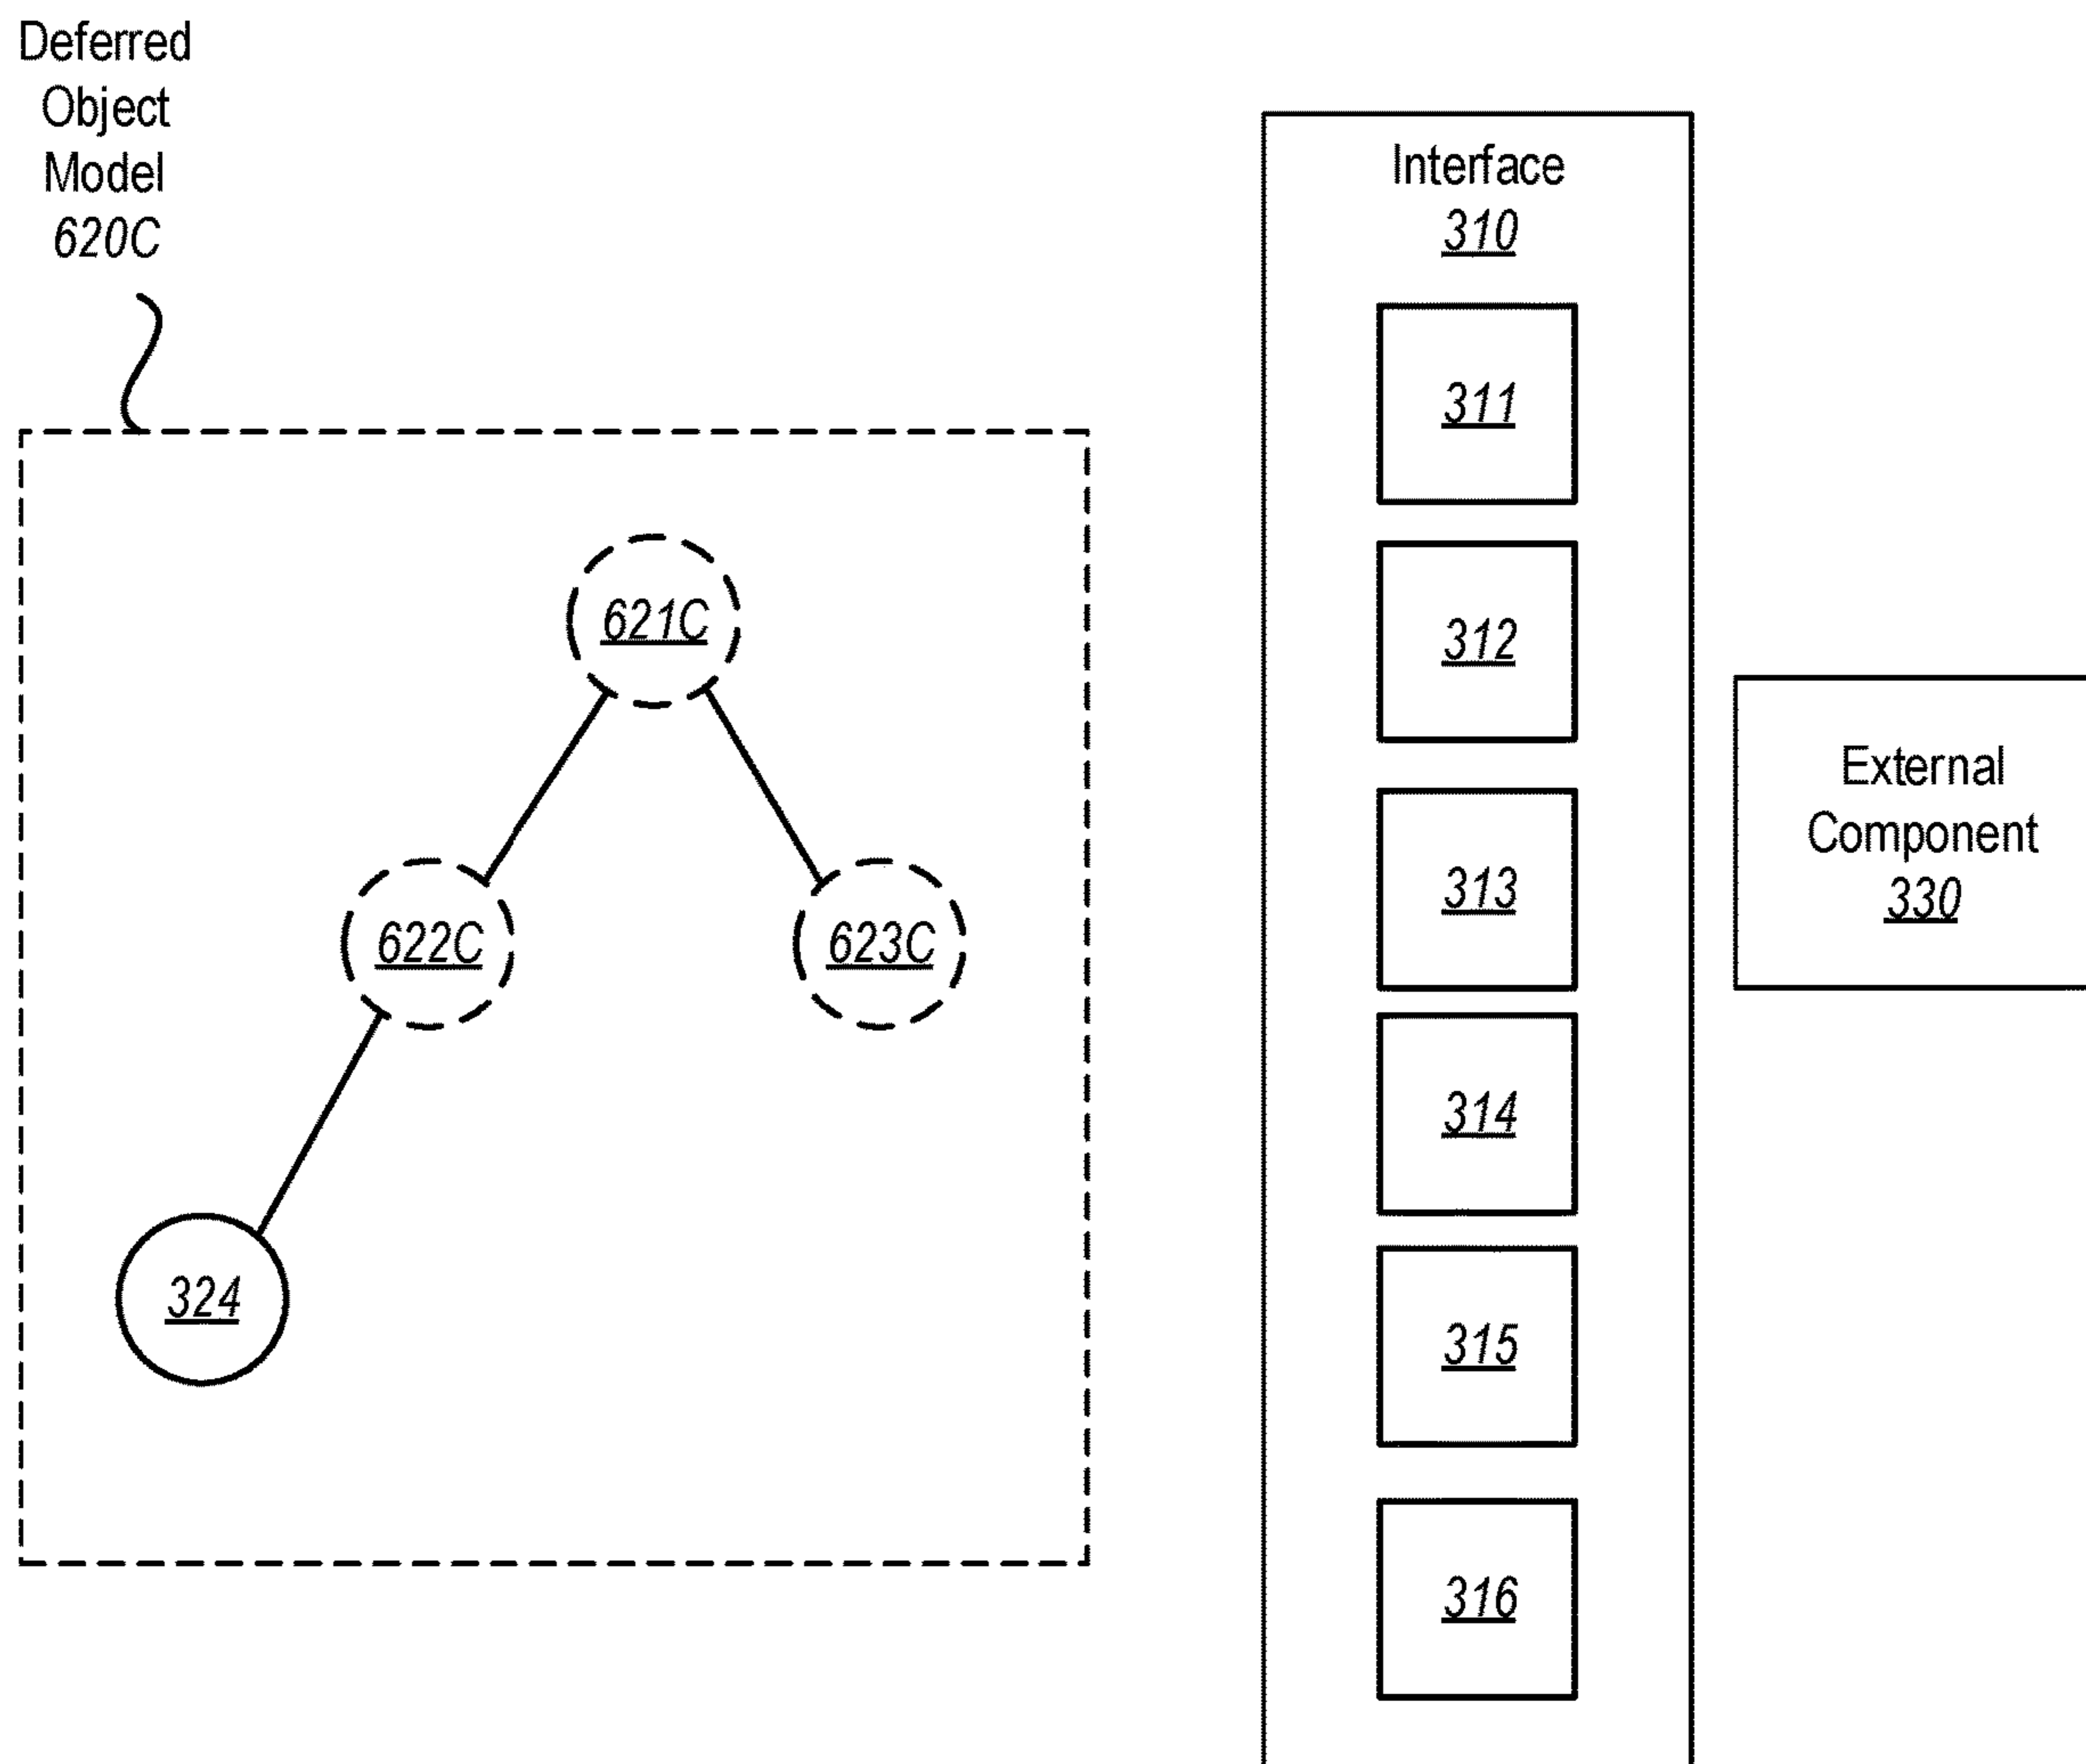 Deferred
Object
Model
620C
621C
622C
623C
324
Interface
310
311
312
313
314
315
316
External
Component
330